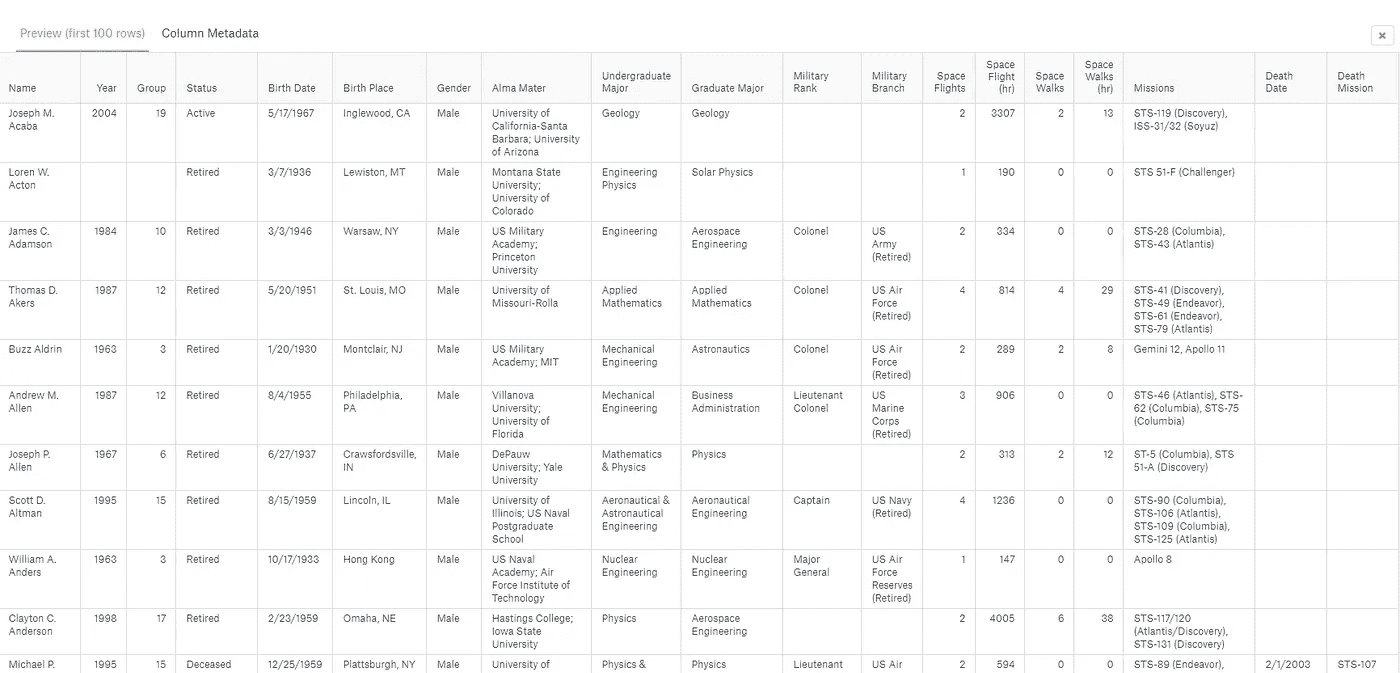 Preview (first 100 rows) Column Metadata ×
Name Year Group Status Birth Date Birth Place Gender Alma Mater Undergraduate Major Graduate Major Military Rank Military Branch Space Flights Space Flight (hr) Space Walks Space Walks (hr) Missions Death Date Death Mission
Joseph M. Acaba 2004 19 Active 5/17/1967 Inglewood, CA Male University of California-Santa Barbara; University of Arizona Geology Geology 2 3307 2 13 STS-119 (Discovery), ISS-31/32 (Soyuz)
Loren W. Acton Retired 3/7/1936 Lewiston, MT Male Montana State University; University of Colorado Engineering Physics Solar Physics 1 190 0 0 STS 51-F (Challenger)
James C. Adamson 1984 10 Retired 3/3/1946 Warsaw, NY Male US Military Academy; Princeton University Engineering Aerospace Engineering Colonel US Army (Retired) 2 334 0 0 STS-28 (Columbia), STS-43 (Atlantis)
Thomas D. Akers 1987 12 Retired 5/20/1951 St. Louis, MO Male University of Missouri-Rolla Applied Mathematics Applied Mathematics Colonel US Air Force (Retired) 4 814 4 29 STS-41 (Discovery), STS-49 (Endeavor), STS-61 (Endeavor), STS-79 (Atlantis)
Buzz Aldrin 1963 3 Retired 1/20/1930 Montclair, NJ Male US Military Academy; MIT Mechanical Engineering Astronautics Colonel US Air Force (Retired) 2 289 2 8 Gemini 12, Apollo 11
Andrew M. Allen 1987 12 Retired 8/4/1955 Philadelphia, PA Male Villanova University; University of Florida Mechanical Engineering Business Administration Lieutenant Colonel US Marine Corps (Retired) 3 906 0 0 STS-46 (Atlantis), STS-62 (Columbia), STS-75 (Columbia)
Joseph P. Allen 1967 6 Retired 6/27/1937 Crawfordsville, IN Male DePauw University; Yale University Mathematics & Physics Physics 2 313 2 12 ST-5 (Columbia), STS 51-A (Discovery)
Scott D. Altman 1995 15 Retired 8/15/1959 Lincoln, IL Male University of Illinois; US Naval Postgraduate School Aeronautical & Astronautical Engineering Aeronautical Engineering Captain US Navy (Retired) 4 1236 0 0 STS-90 (Columbia), STS-106 (Atlantis), STS-109 (Columbia), STS-125 (Atlantis)
William A. Anders 1963 3 Retired 10/17/1933 Hong Kong Male US Naval Academy; Air Force Institute of Technology Nuclear Engineering Nuclear Engineering Major General US Air Force Reserves (Retired) 1 147 0 0 Apollo 8
Clayton C. Anderson 1998 17 Retired 2/23/1959 Omaha, NE Male Hastings College; Iowa State University Physics Aerospace Engineering 2 4005 6 38 STS-117/120 (Atlantis/Discovery), STS-131 (Discovery)
Michael P. 1995 15 Deceased 12/25/1959 Plattsburgh, NY Male University of Physics & Physics Lieutenant US Air 2 594 0 0 STS-89 (Endeavor), 2/1/2003 STS-107